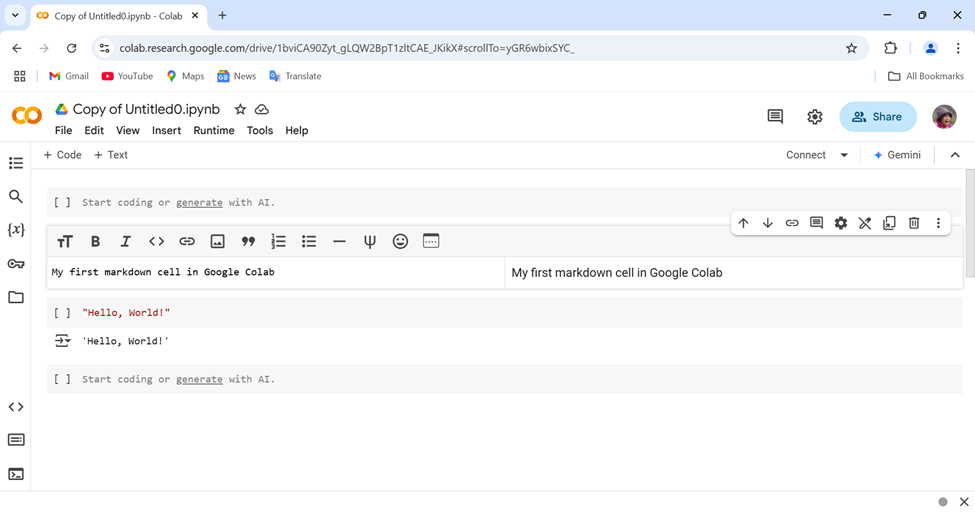 Copy of Untitled0.ipynb - Colab
colab.research.google.com/drive/1bviCA90Zyt_gLQW2BpT1zltCAE_JKikX#scrollTo=yGR6wbixSYC_
Gmail YouTube Maps News Translate All Bookmarks
Copy of Untitled0.ipynb
File Edit View Insert Runtime Tools Help
Share
+ Code + Text Connect Gemini
[ ] Start coding or generate with AI.
My first markdown cell in Google Colab My first markdown cell in Google Colab
[ ] "Hello, World!"
'Hello, World!'
[ ] Start coding or generate with AI.